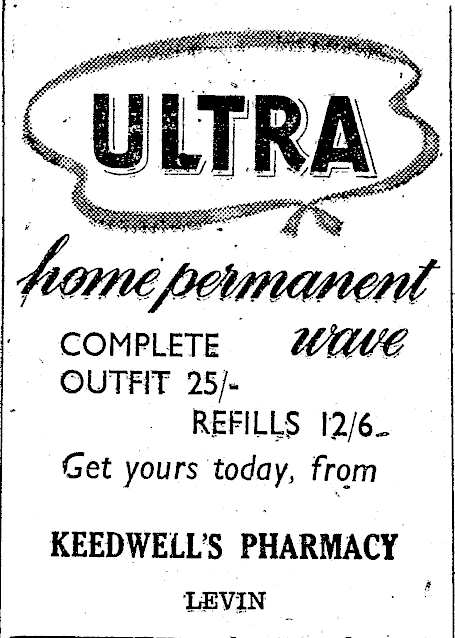 ULTRA
home permanent
wave
COMPLETE
OUTFIT 25/-
REFILLS 12/6
Get yours today, from
KEEDWELL'S PHARMACY
LEVIN